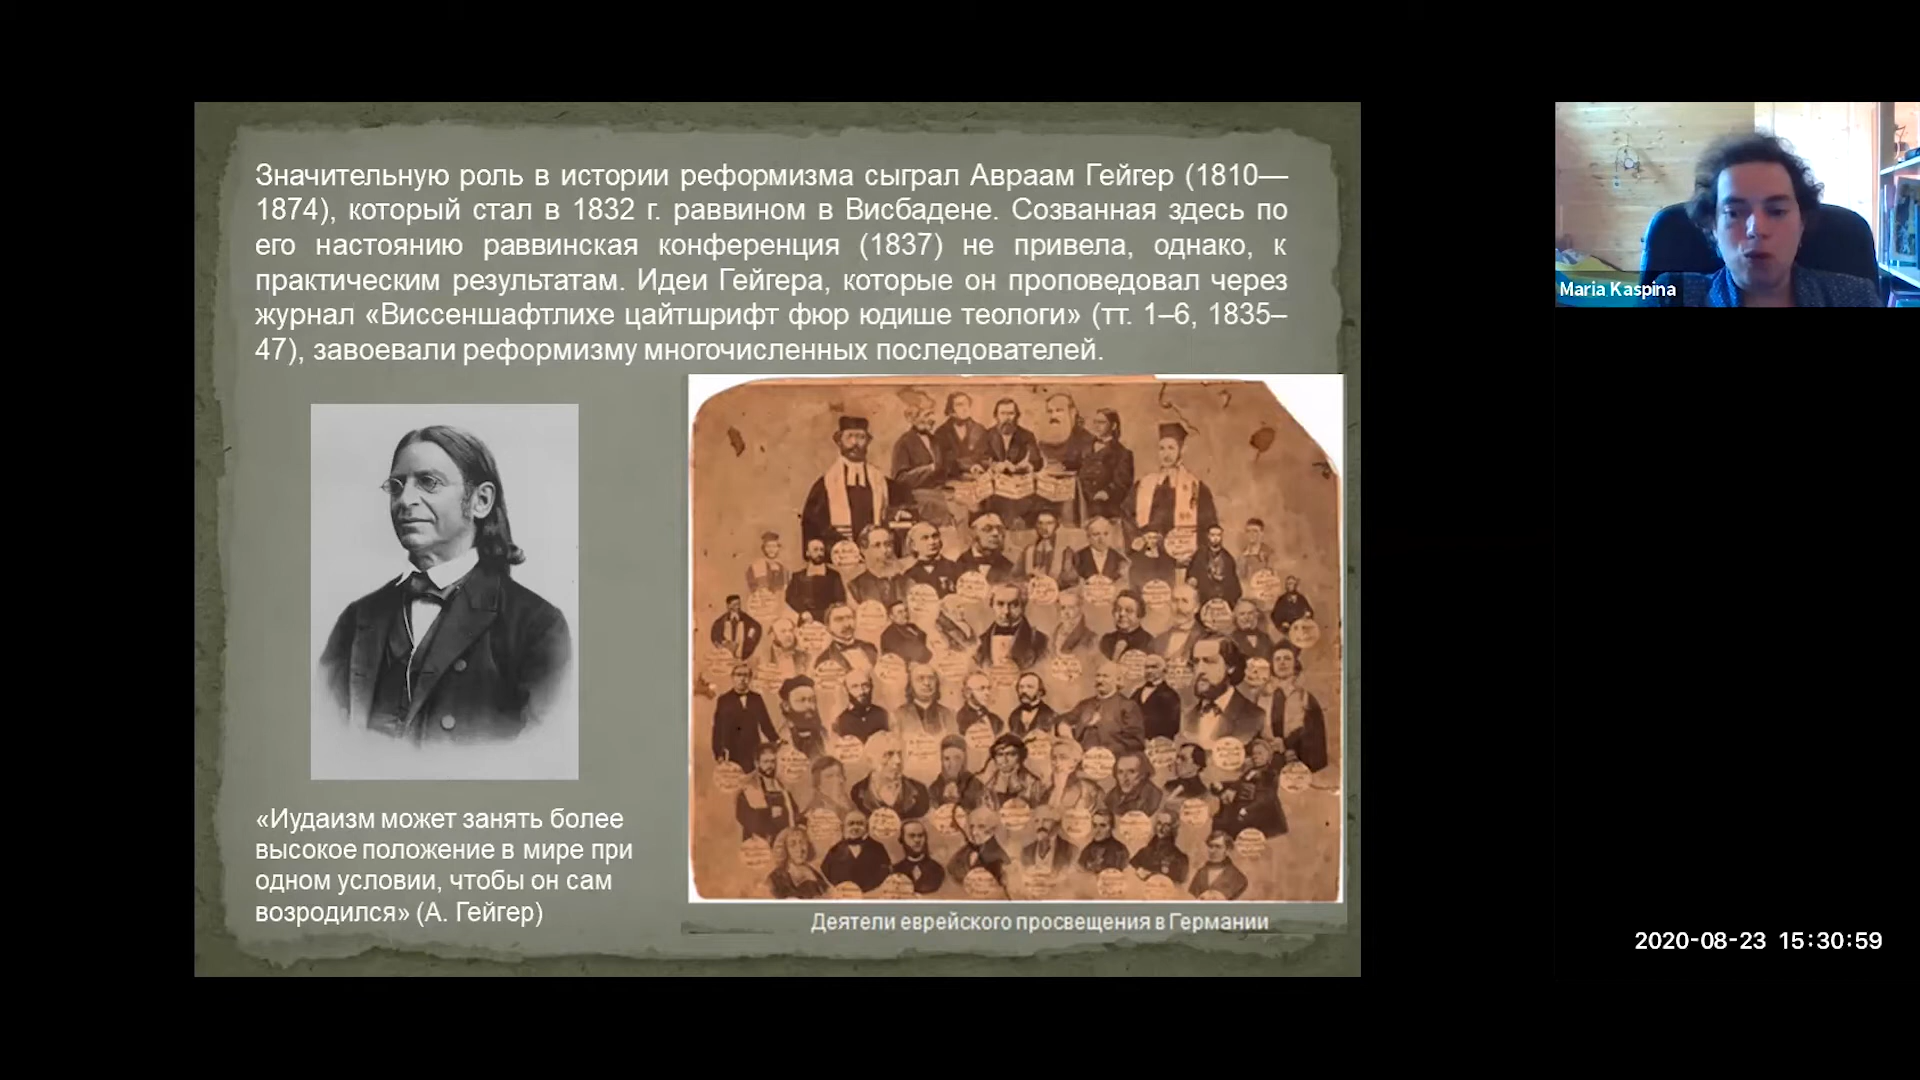 Значительную роль в истории реформизма сыграл Авраам Гейгер (1810—
1874), который стал в 1832 г. раввином в Висбадене. Созванная здесь по
его настоянию раввинская конференция (1837) не привела, однако, к
практическим результатам. Идеи Гейгера, которые он проповедовал через
журнал «Виссеншафтлихе цайтшрифт фюр юдише теологи» (тт. 1–6, 1835–
47), завоевали реформизму многочисленных последователей.
«Иудаизм может занять более
высокое положение в мире при
одном условии, чтобы он сам
возродился» (А. Гейгер)
Деятели еврейского просвещения в Германии
Maria Kaspina
2020-08-23 15:30:59